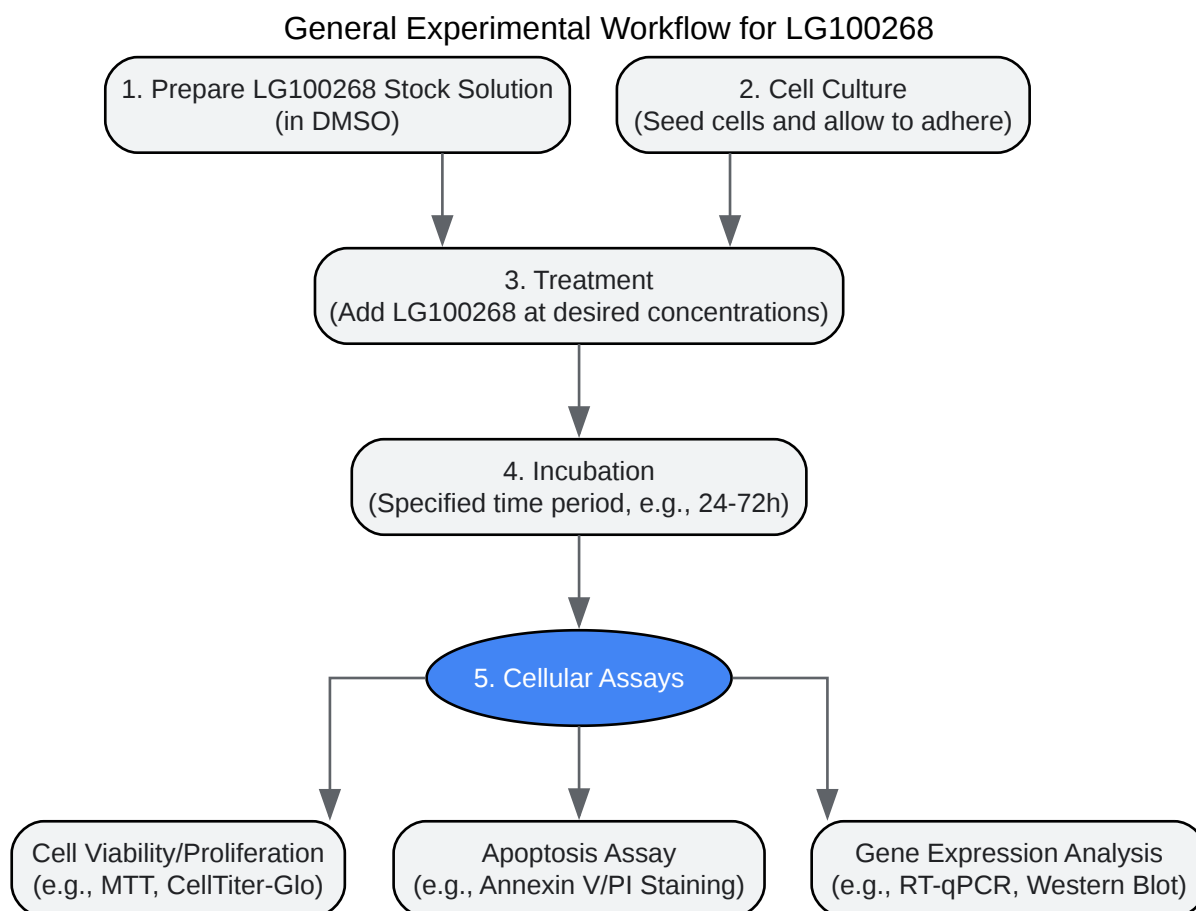 General Experimental Workflow for LG100268
1. Prepare LG100268 Stock Solution
(in DMSO)
2. Cell Culture
(Seed cells and allow to adhere)
3. Treatment
(Add LG100268 at desired concentrations)
4. Incubation
(Specified time period, e.g., 24-72h)
5. Cellular Assays
Cell Viability/Proliferation
(e.g., MTT, CellTiter-Glo)
Apoptosis Assay
(e.g., Annexin V/PI Staining)
Gene Expression Analysis
(e.g., RT-qPCR, Western Blot)